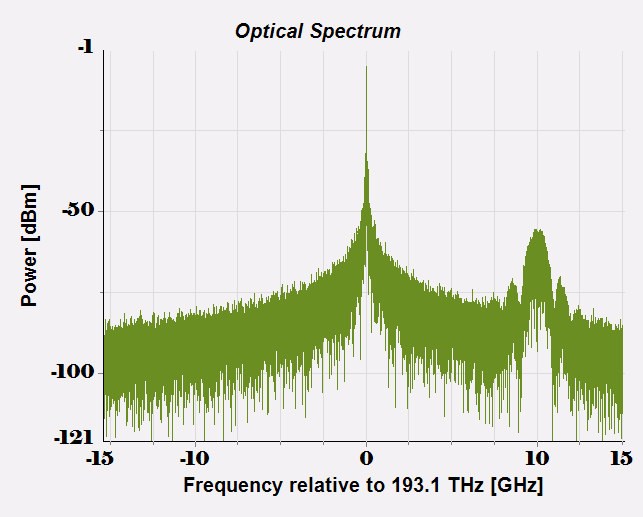 Optical Spectrum
-1
-50
-100
-121
Power [dBm]
-15 -10 0 10 15
Frequency relative to 193.1 THz [GHz]